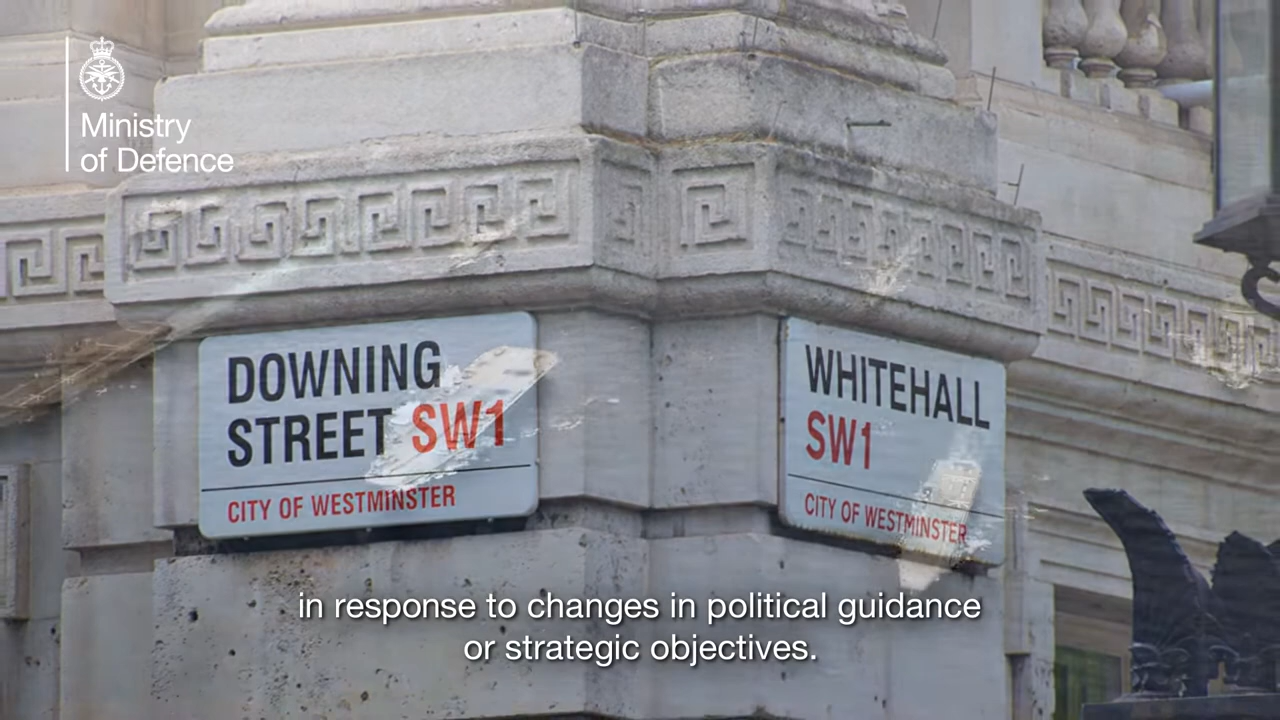 Ministry
of Defence
DOWNING
STREET SW1
CITY OF WESTMINSTER
WHITEHALL
SW1
CITY OF WESTMINSTER
in response to changes in political guidance
or strategic objectives.